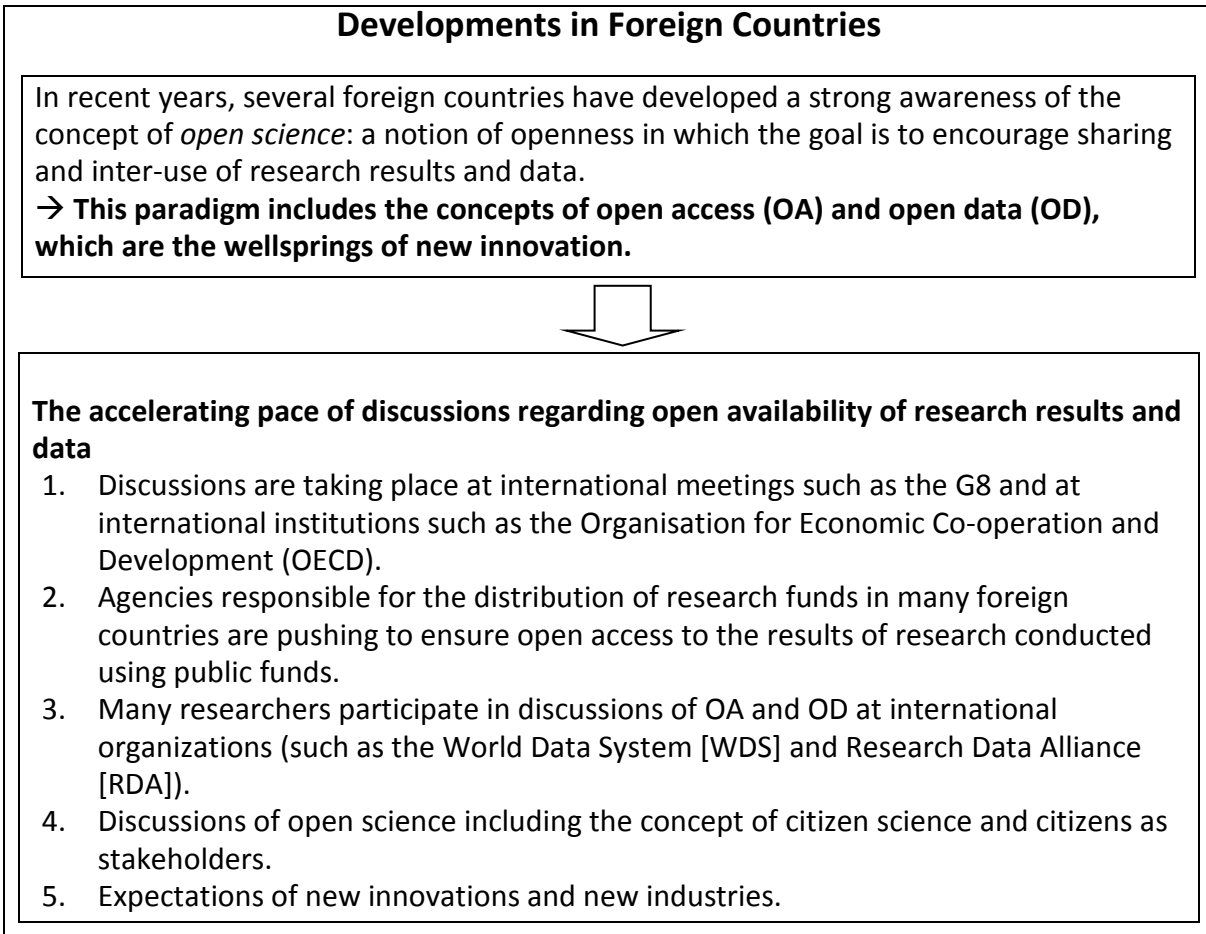 Developments in Foreign Countries
In recent years, several foreign countries have developed a strong awareness of the
concept of open science: a notion of openness in which the goal is to encourage sharing
and inter-use of research results and data.
→ This paradigm includes the concepts of open access (OA) and open data (OD),
which are the wellsprings of new innovation.
The accelerating pace of discussions regarding open availability of research results and
data
1. Discussions are taking place at international meetings such as the G8 and at
international institutions such as the Organisation for Economic Co-operation and
Development (OECD).
2. Agencies responsible for the distribution of research funds in many foreign
countries are pushing to ensure open access to the results of research conducted
using public funds.
3. Many researchers participate in discussions of OA and OD at international
organizations (such as the World Data System [WDS] and Research Data Alliance
[RDA]).
4. Discussions of open science including the concept of citizen science and citizens as
stakeholders.
5. Expectations of new innovations and new industries.